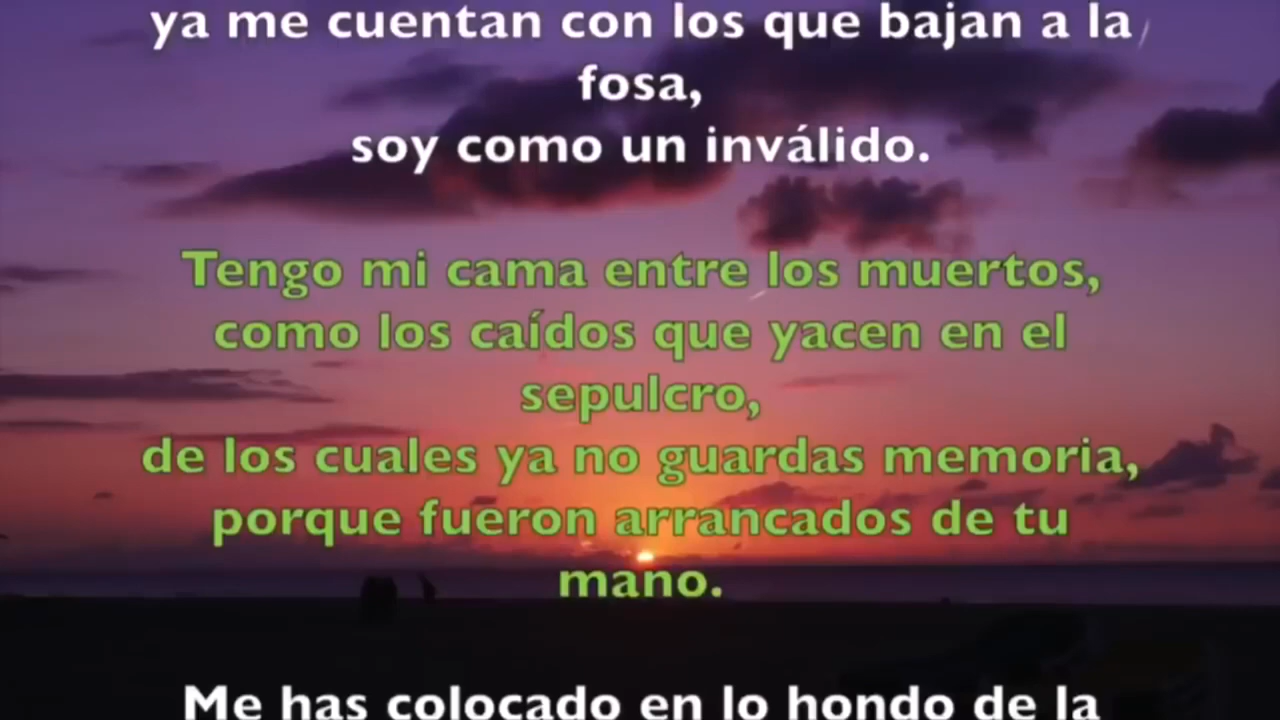 ya me cuentan con los que bajan a la
fosa,
soy como un inválido.
Tengo mi cama entre los muertos,
como los caídos que yacen en el
sepulcro,
de los cuales ya no guardas memoria,
porque fueron arrancados de tu
mano.
Me has colocado en lo hondo de la